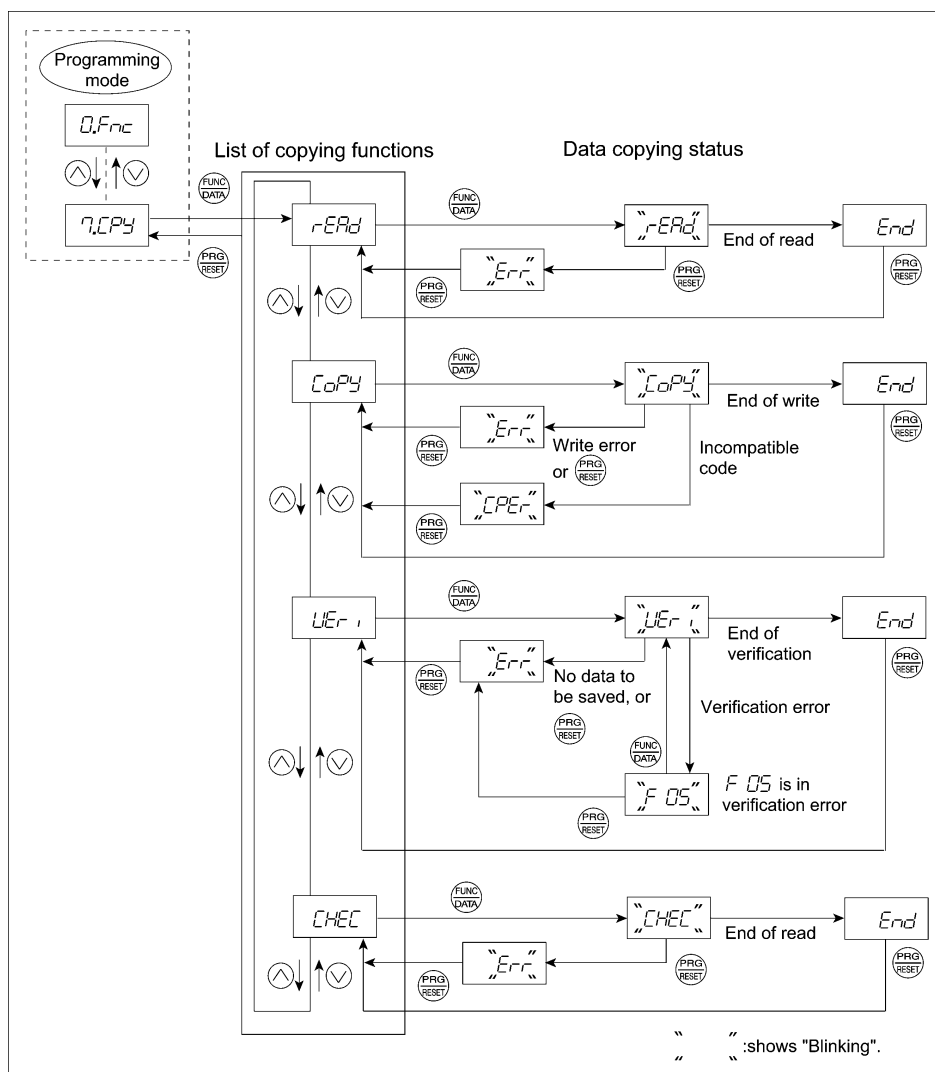 Programming
mode
0.Fnc
7.CPY
FUNC
DATA
PRG
RESET
List of copying functions
Data copying status
rEAd
FUNC
DATA
rEAd
End of read
End
PRG
RESET
Err
PRG
RESET
PRG
RESET
CoPY
FUNC
DATA
CoPY
End of write
End
PRG
RESET
Err
PRG
RESET
Write error
or PRG
RESET
Incompatible
code
CPEr
PRG
RESET
VEri
FUNC
DATA
VEri
End of
verification
End
PRG
RESET
Err
PRG
RESET
No data to
be saved, or
PRG
RESET
Verification error
FUNC
DATA
F 05
F 05 is in
verification error
PRG
RESET
CHEC
FUNC
DATA
CHEC
End of read
End
PRG
RESET
Err
PRG
RESET
PRG
RESET
:shows "Blinking".